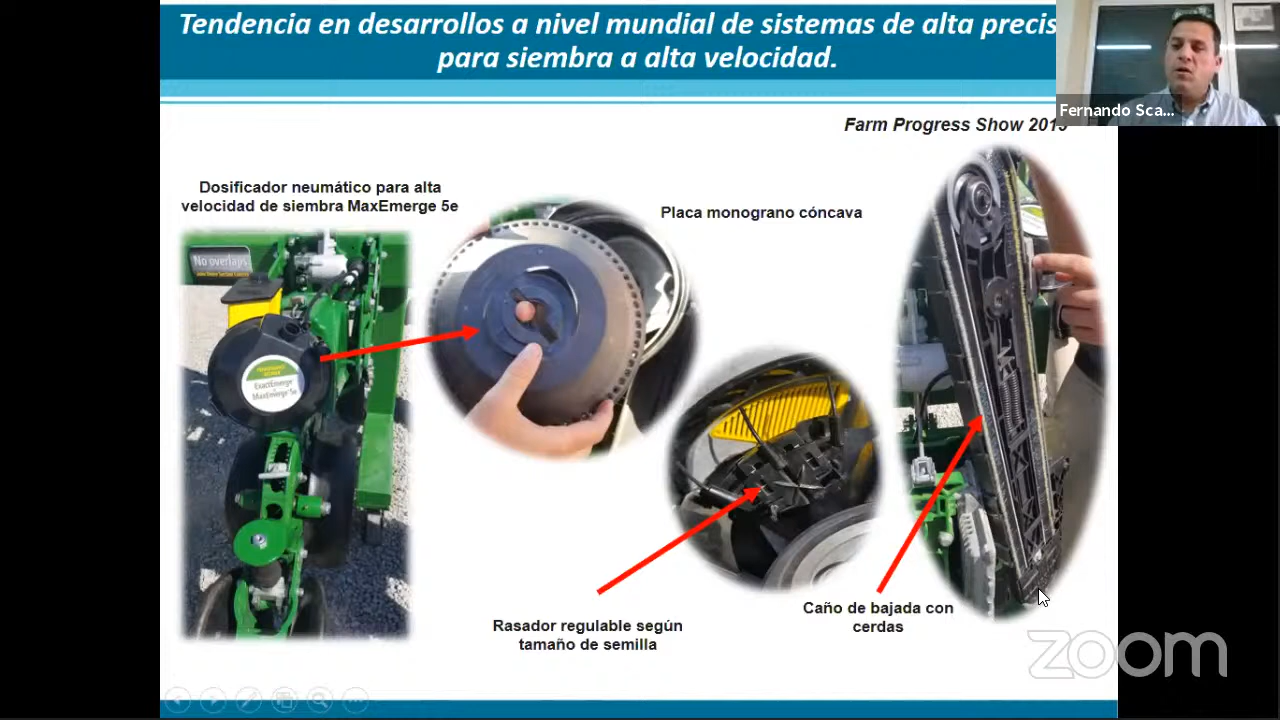 Tendencia en desarrollos a nivel mundial de sistemas de alta precis
para siembra a alta velocidad.
Fernando Sca...
Farm Progress Show 2019
Dosificador neumático para alta
velocidad de siembra MaxEmerge 5e
Placa monograno cóncava
No overlaps
ExactEmerge
MaxEmerge 5e
Rasador regulable según
tamaño de semilla
Caño de bajada con
cerdas
zoom